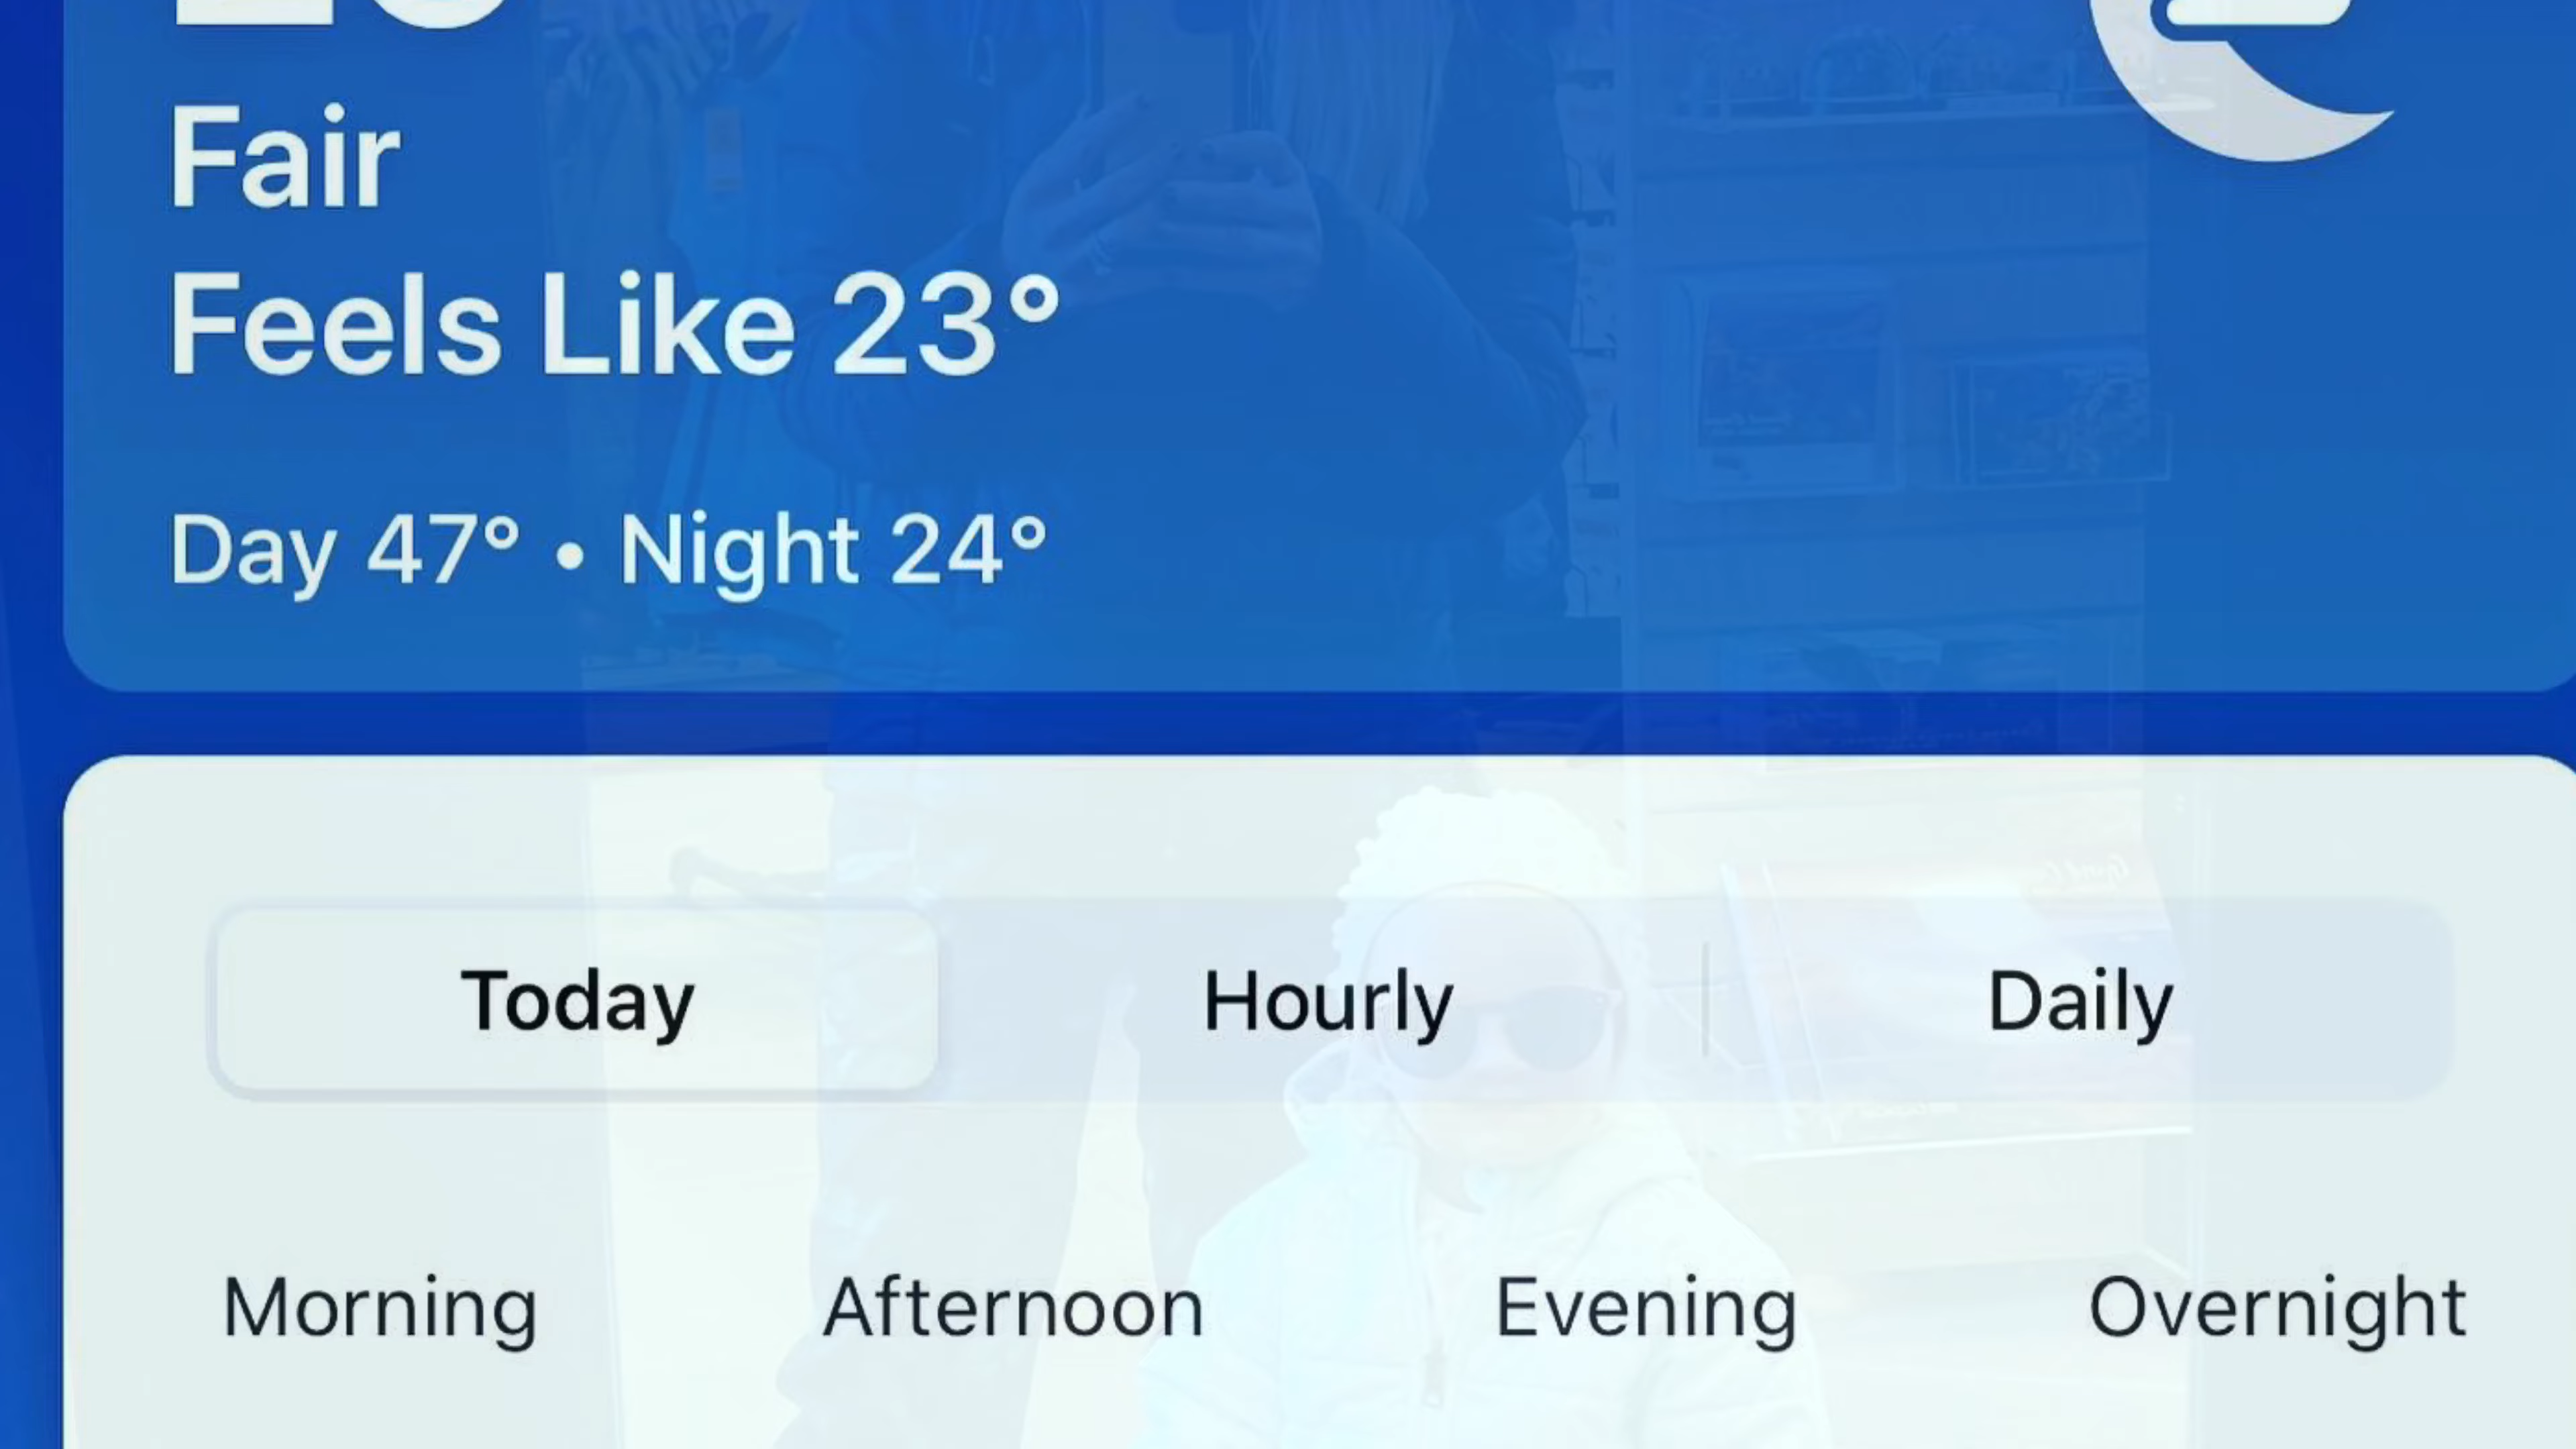 Fair
Feels Like 23°
Day 47° • Night 24°
Today Hourly Daily
Morning Afternoon Evening Overnight